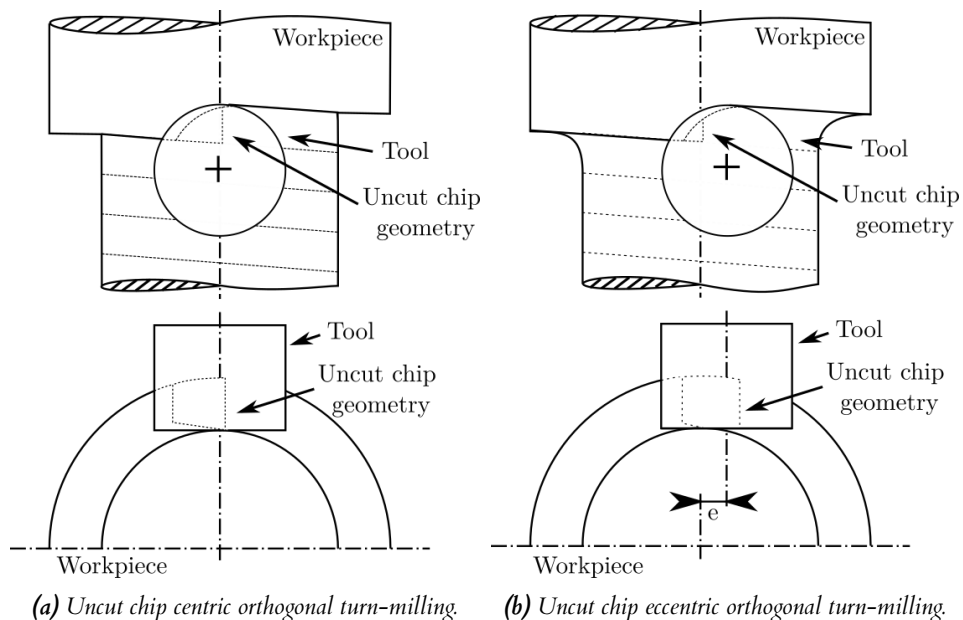 Workpiece
Tool
Uncut chip
geometry
Tool
Uncut chip
geometry
Workpiece
(a) Uncut chip centric orthogonal turn-milling.
Workpiece
Tool
Uncut chip
geometry
Tool
Uncut chip
geometry
e
Workpiece
(b) Uncut chip eccentric orthogonal turn-milling.